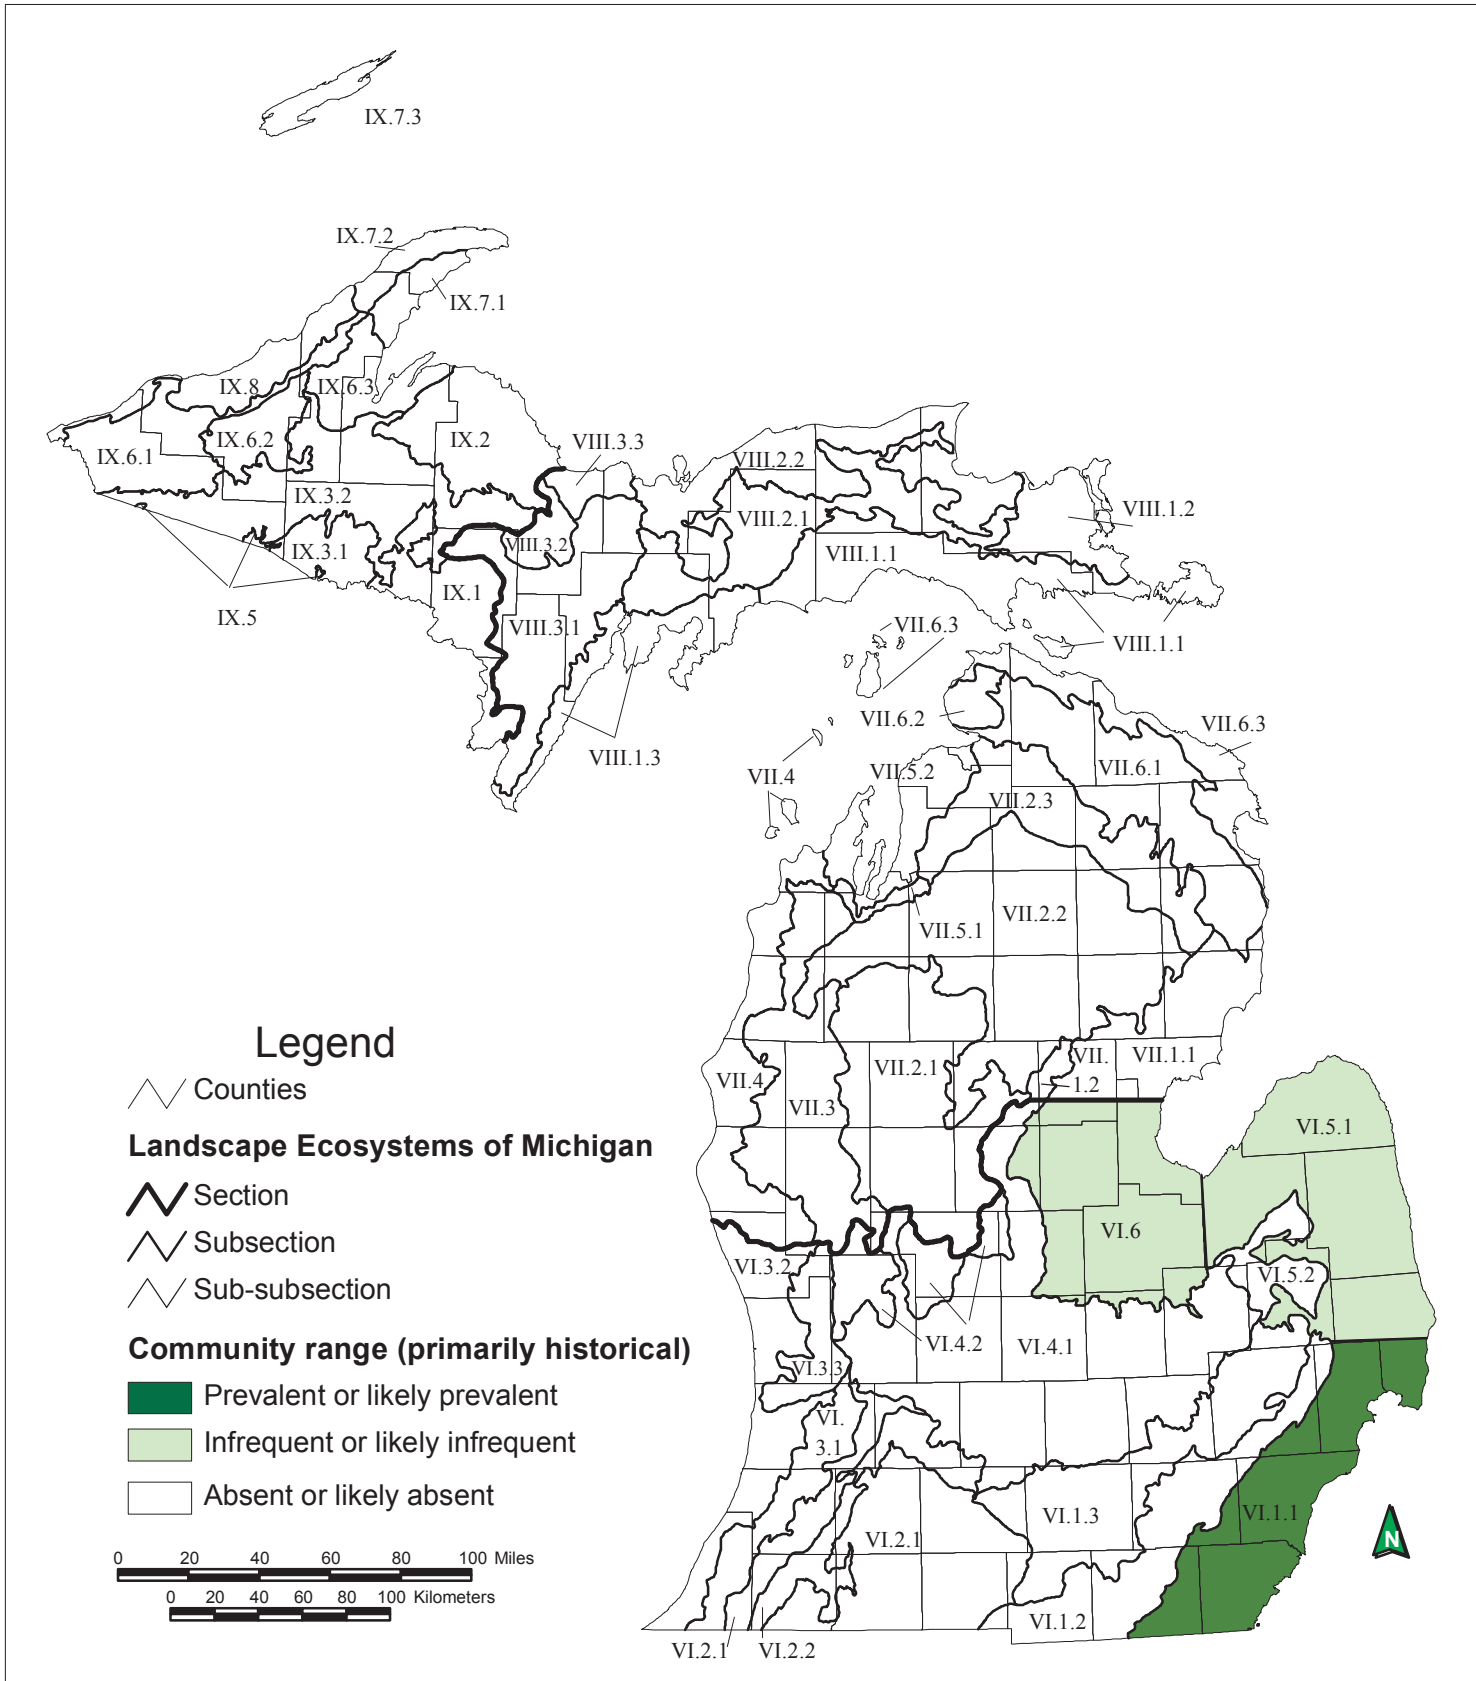 IX.7.3
IX.7.2
IX.7.1
IX.8
IX.6.3
IX.6.2
IX.6.1
IX.2
VIII.3.3
VIII.2.2
IX.3.2
VIII.2.1
VIII.1.2
IX.3.1
VIII.3.2
VIII.1.1
IX.5
IX.1
VIII.3.1
VII.6.3
VIII.1.1
VII.6.2
VII.6.3
VIII.1.3
VII.4
VII.5.2
VII.6.1
VII.2.3
VII.5.1
VII.2.2
VII.4
VII.3
VII.2.1
VII.
1.2
VII.1.1
VI.5.1
VI.6
VI.3.2
VI.5.2
VI.4.2
VI.4.1
VI.3.3
VI.
3.1
VI.2.1
VI.1.3
VI.1.1
VI.1.2
VI.2.1
VI.2.2
Legend
Counties
Landscape Ecosystems of Michigan
Section
Subsection
Sub-subsection
Community range (primarily historical)
Prevalent or likely prevalent
Infrequent or likely infrequent
Absent or likely absent
0 20 40 60 80 100 Miles
0 20 40 60 80 100 Kilometers
N